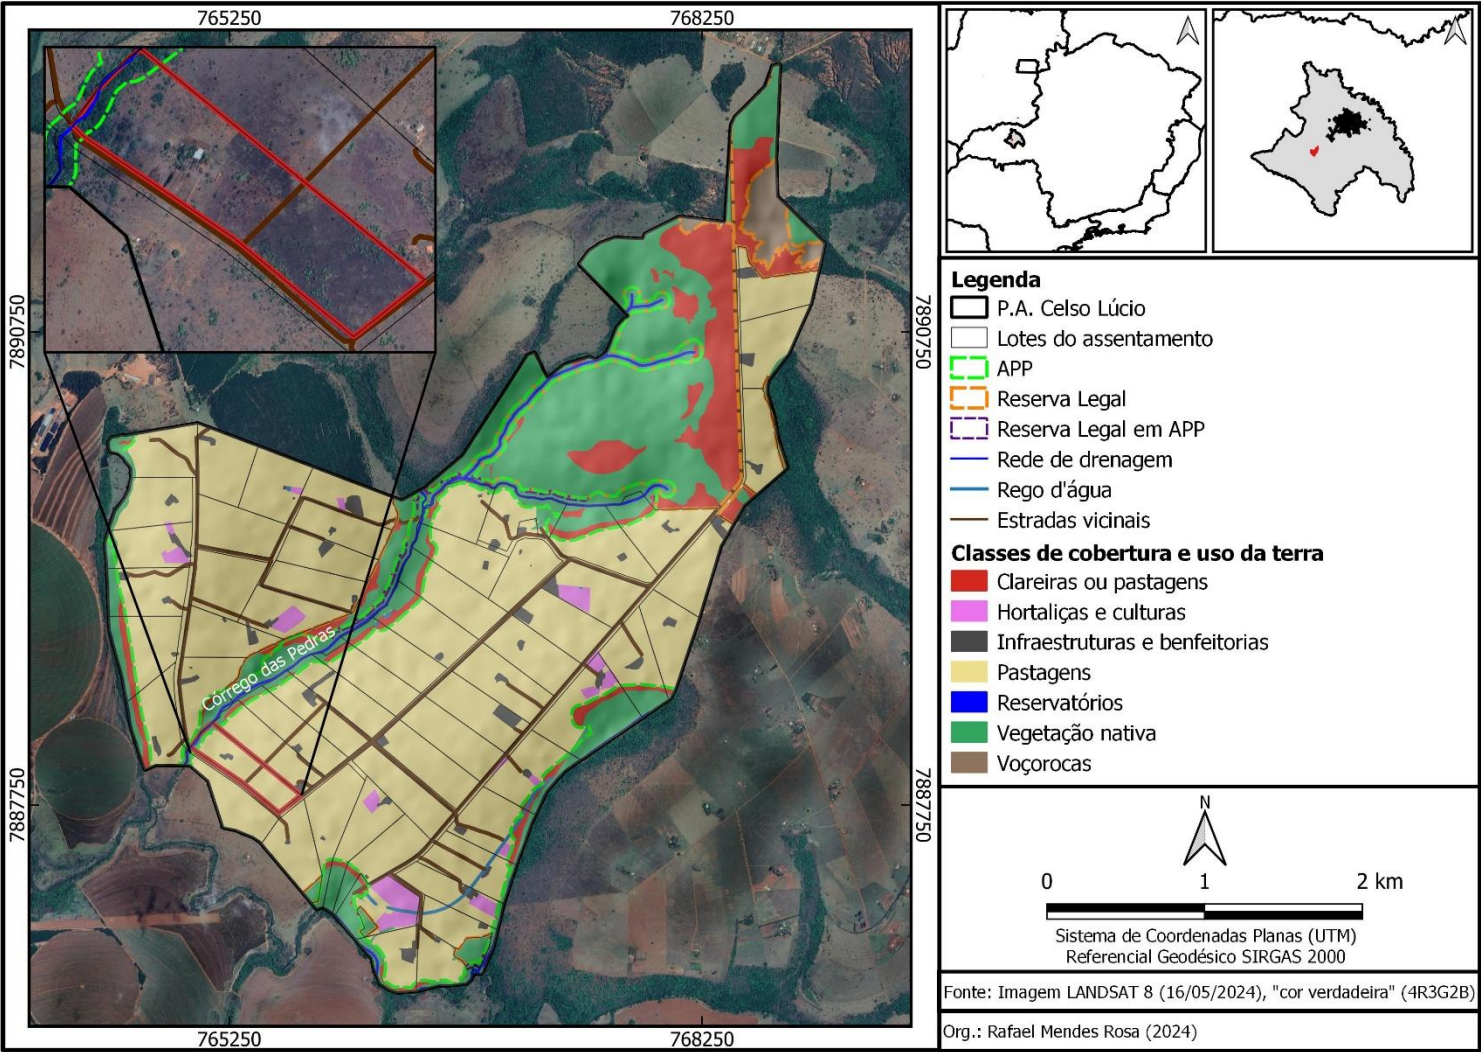 765250
768250
7890750
7890750
Córrego das Pedras
7887750
7887750
765250
768250
Legenda
P.A. Celso Lúcio
Lotes do assentamento
APP
Reserva Legal
Reserva Legal em APP
Rede de drenagem
Rego d'água
Estradas vicinais
Classes de cobertura e uso da terra
Clareiras ou pastagens
Hortaliças e culturas
Infraestruturas e benfeitorias
Pastagens
Reservatórios
Vegetação nativa
Voçorocas
N
0 1 2 km
Sistema de Coordenadas Planas (UTM)
Referencial Geodésico SIRGAS 2000
Fonte: Imagem LANDSAT 8 (16/05/2024), "cor verdadeira" (4R3G2B)
Org.: Rafael Mendes Rosa (2024)